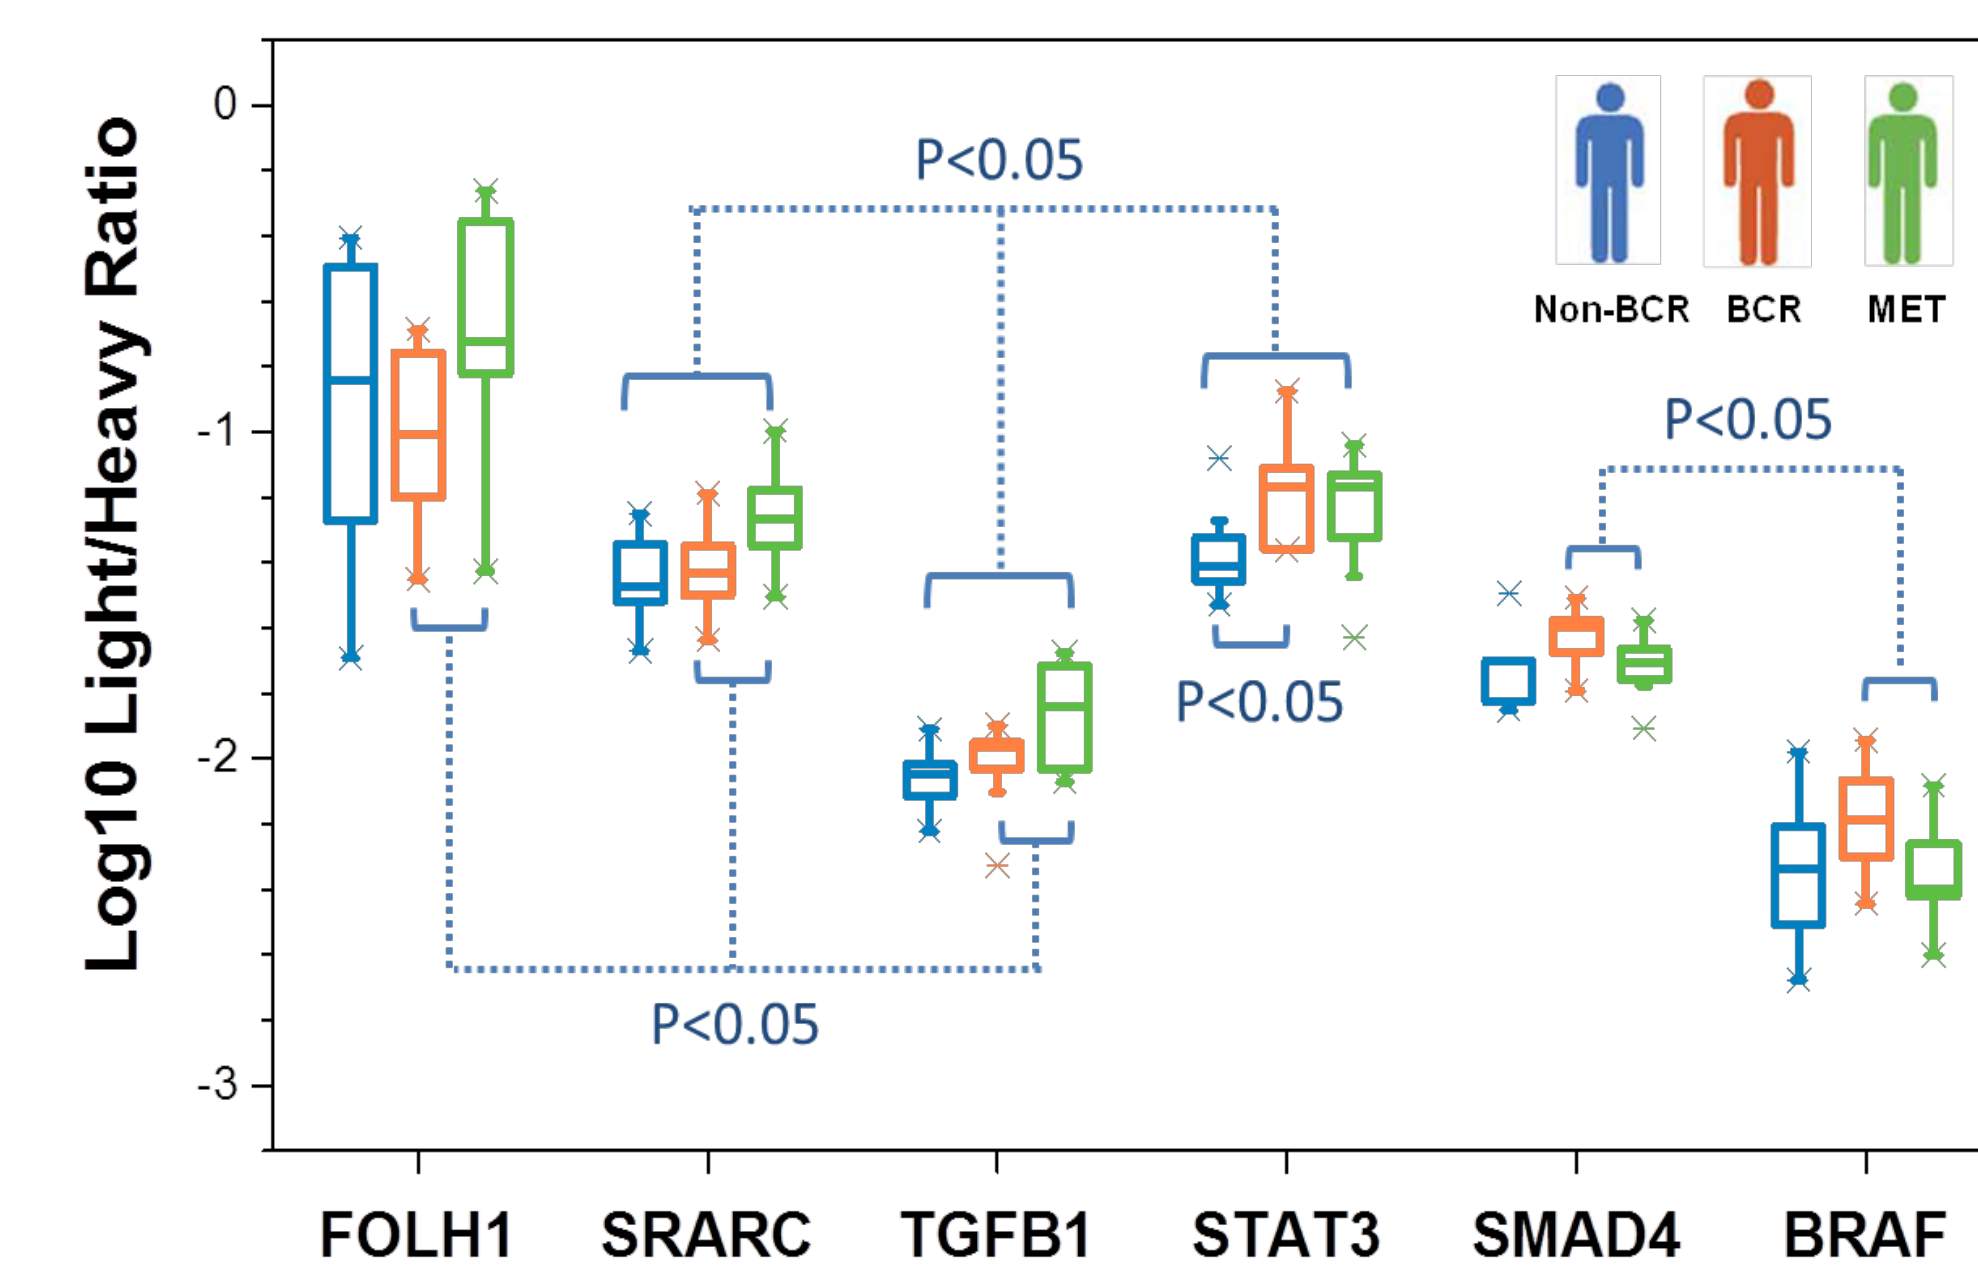 Log10 Light/Heavy Ratio
0
-1
-2
-3
P<0.05
Non-BCR BCR MET
P<0.05
P<0.05
P<0.05
FOLH1 SRARC TGFB1 STAT3 SMAD4 BRAF